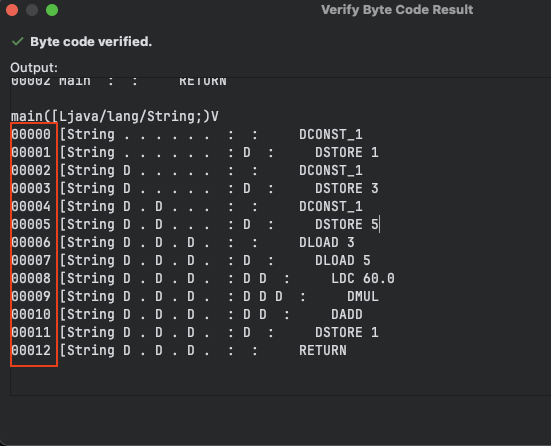 Verify Byte Code Result
Byte code verified.
Output:
00002 Main  :  :     RETURN
main([Ljava/lang/String;)V
00000 [String . . . . . .  :  :     DCONST_1
00001 [String . . . . . .  : D  :     DSTORE 1
00002 [String D . . . . .  :  :     DCONST_1
00003 [String D . . . . .  : D  :     DSTORE 3
00004 [String D . D . . .  :  :     DCONST_1
00005 [String D . D . . .  : D  :     DSTORE 5
00006 [String D . D . D .  :  :     DLOAD 3
00007 [String D . D . D .  : D  :     DLOAD 5
00008 [String D . D . D .  : D D  :     LDC 60.0
00009 [String D . D . D .  : D D D  :     DMUL
00010 [String D . D . D .  : D D  :     DADD
00011 [String D . D . D .  : D  :     DSTORE 1
00012 [String D . D . D .  :  :     RETURN